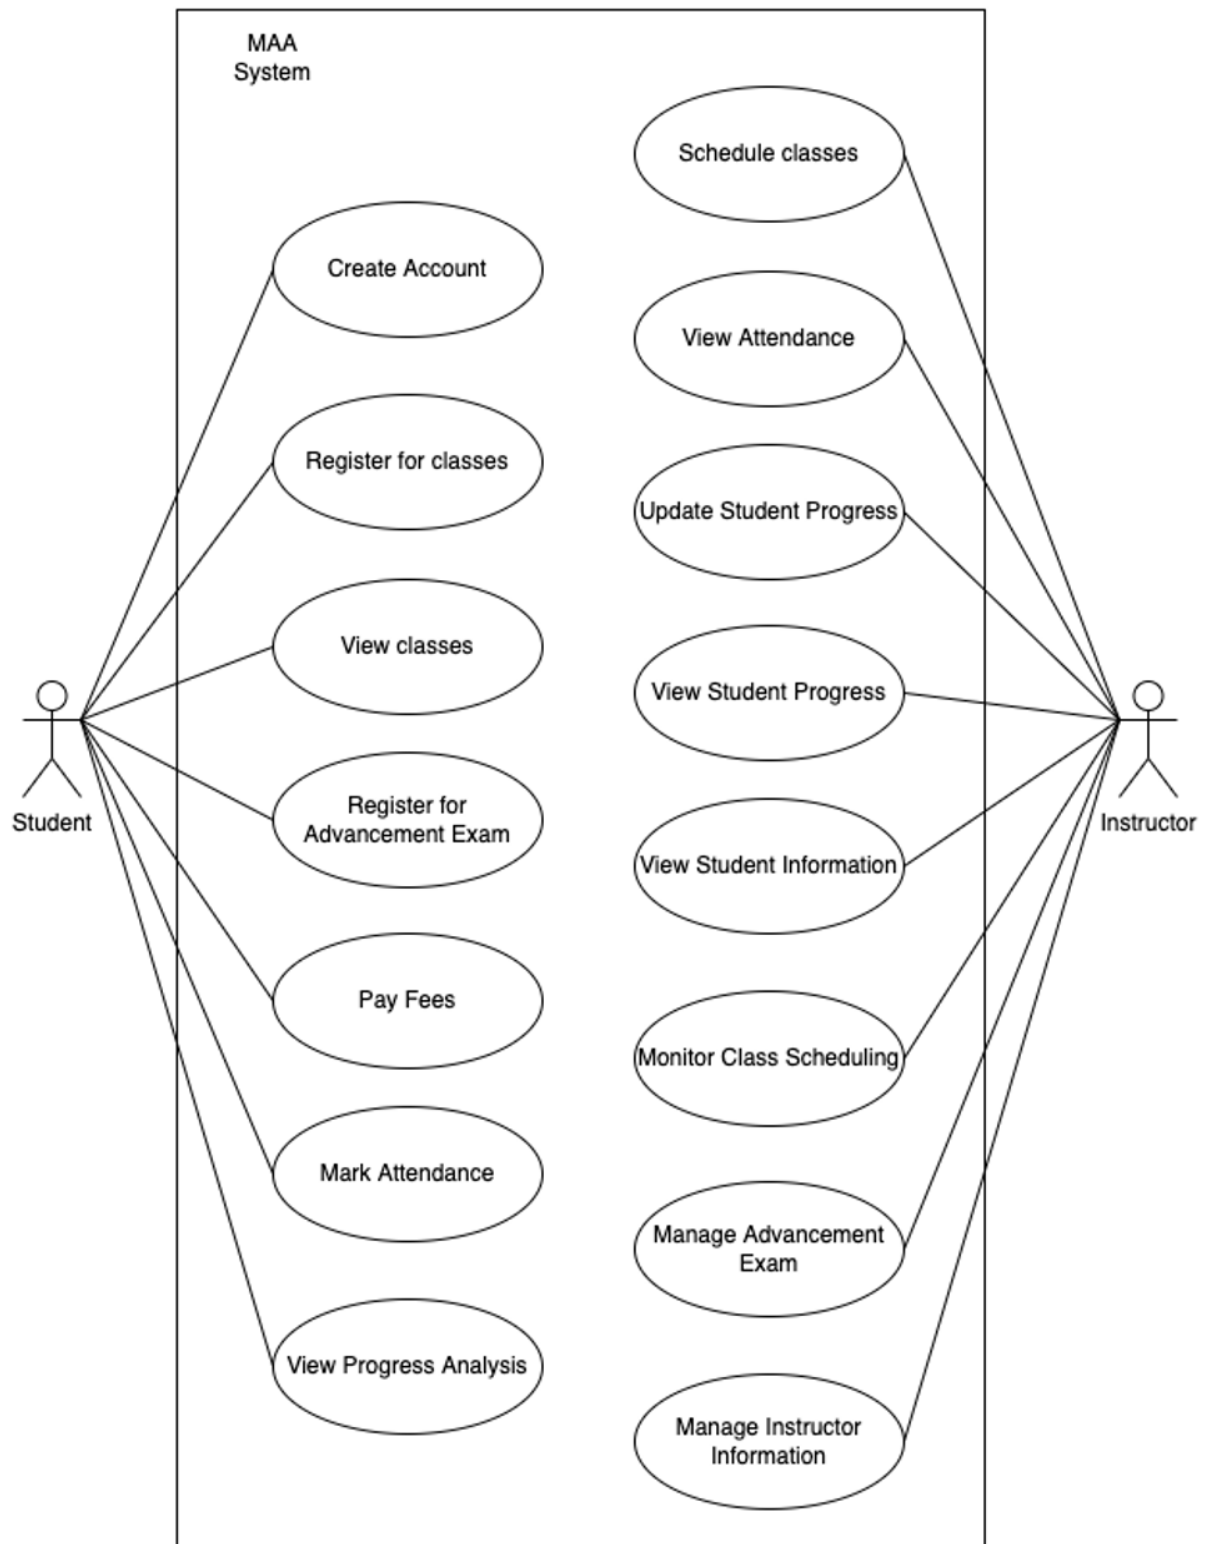 MAA
System
Schedule classes
Create Account
View Attendance
Register for classes
Update Student Progress
View classes
View Student Progress
Student
Register for
Advancement Exam
Instructor
View Student Information
Pay Fees
Monitor Class Scheduling
Mark Attendance
Manage Advancement
Exam
View Progress Analysis
Manage Instructor
Information